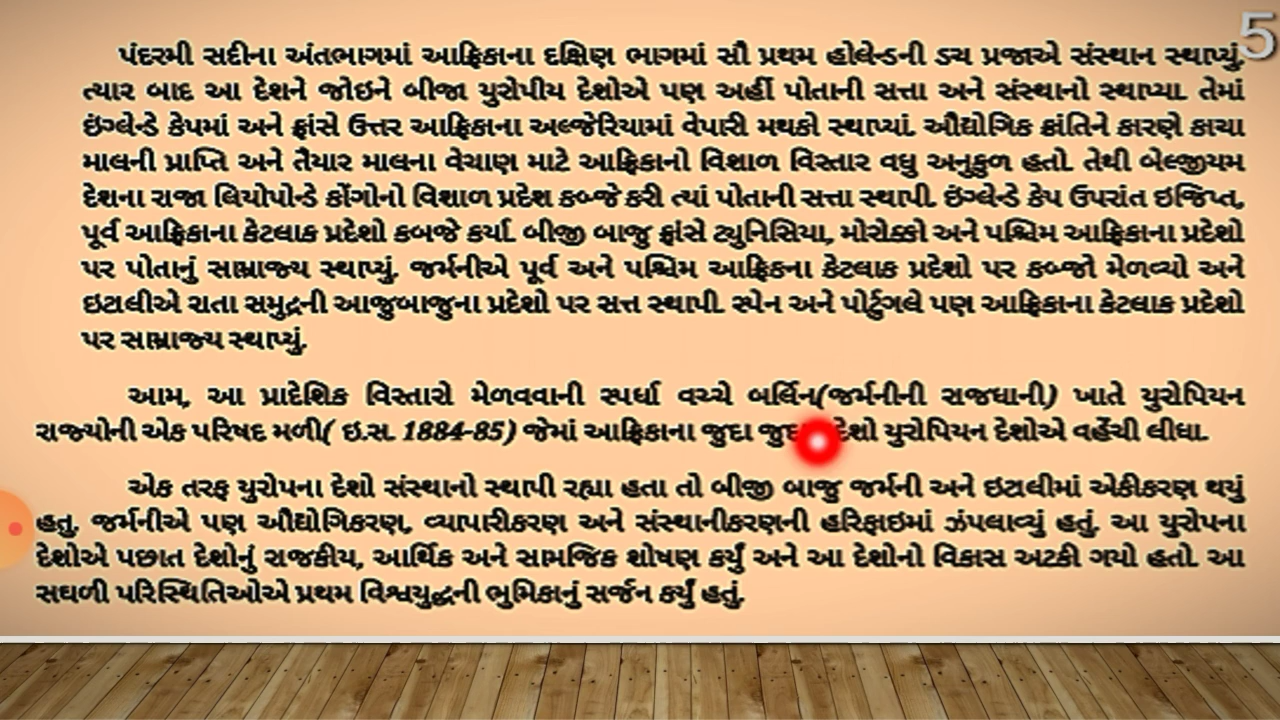 5
પંદરમી સદીના અંતભાગમાં આફ્રિકાના દક્ષિણ ભાગમાં સૌ પ્રથમ હોલેન્ડની ડચ પ્રજાએ સંસ્થાન સ્થાપ્યું.
ત્યાર બાદ આ દેશને જોઇને બીજા યુરોપીય દેશોએ પણ અહીં પોતાની સત્તા અને સંસ્થાનો સ્થાપ્યા. તેમાં
ઇંગ્લેન્ડે કેપમાં અને ફ્રાંસે ઉત્તર આફ્રિકાના અલ્જેરિયામાં વેપારી મથકો સ્થાપ્યાં. ઔદ્યોગિક ક્રાંતિને કારણે કાચા
માલની પ્રાપ્તિ અને તૈયાર માલના વેચાણ માટે આફ્રિકાનો વિશાળ વિસ્તાર વધુ અનુકુળ હતો. તેથી બેલ્જીયમ
દેશના રાજા લિયોપોન્ડે કોંગોનો વિશાળ પ્રદેશ કબ્જે કરી ત્યાં પોતાની સત્તા સ્થાપી. ઇંગ્લેન્ડે કેપ ઉપરાંત ઇજિપ્ત,
પૂર્વ આફ્રિકાના કેટલાક પ્રદેશો કબજે કર્યા. બીજી બાજુ ફ્રાંસે ટ્યુનિસિયા, મોરોક્કો અને પશ્ચિમ આફ્રિકાના પ્રદેશો
પર પોતાનું સામ્રાજ્ય સ્થાપ્યું. જર્મનીએ પૂર્વ અને પશ્ચિમ આફ્રિકના કેટલાક પ્રદેશો પર કબ્જો મેળવ્યો અને
ઇટાલીએ રાતા સમુદ્રની આજુબાજુના પ્રદેશો પર સત્ત સ્થાપી. સ્પેન અને પોર્ટુગલે પણ આફ્રિકાના કેટલાક પ્રદેશો
પર સામ્રાજ્ય સ્થાપ્યું.
આમ, આ પ્રાદેશિક વિસ્તારો મેળવવાની સ્પર્ધા વચ્ચે બર્લિન(જર્મનીની રાજધાની) ખાતે યુરોપિયન
રાજ્યોની એક પરિષદ મળી( ઇ.સ. 1884-85) જેમાં આફ્રિકાના જુદા યુરોપિયન દેશોએ વહેંચી લીધા.
એક તરફ યુરોપના દેશો સંસ્થાનો સ્થાપી રહ્યા હતા તો બીજી બાજુ જર્મની અને ઇટાલીમાં એકીકરણ થયું
હતુ. જર્મનીએ પણ ઔદ્યોગિકરણ, વ્યાપારીકરણ અને સંસ્થાનીકરણની હરિફાઇમાં ઝંપલાવ્યું હતું. આ યુરોપના
દેશોએ પછાત દેશોનું રાજકીય, આર્થિક અને સામજિક શોષણ કર્યું અને આ દેશોનો વિકાસ અટકી ગયો હતો. આ
સઘળી પરિસ્થિતિઓએ પ્રથમ વિશ્વયુદ્ધની ભુમિકાનું સર્જન કર્યું હતું.